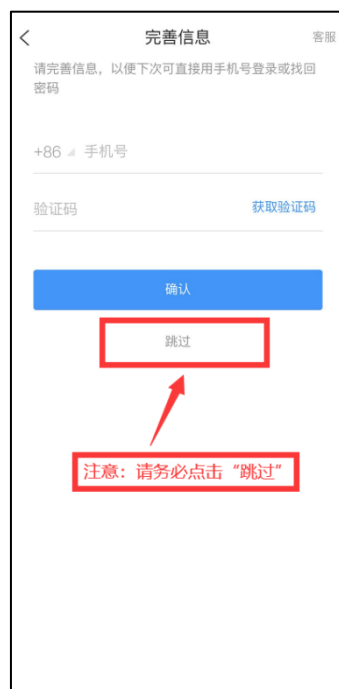 完善信息
客服
请完善信息，以便下次可直接用手机号登录或找回
密码
+86 手机号
验证码
获取验证码
确认
跳过
注意：请务必点击“跳过”